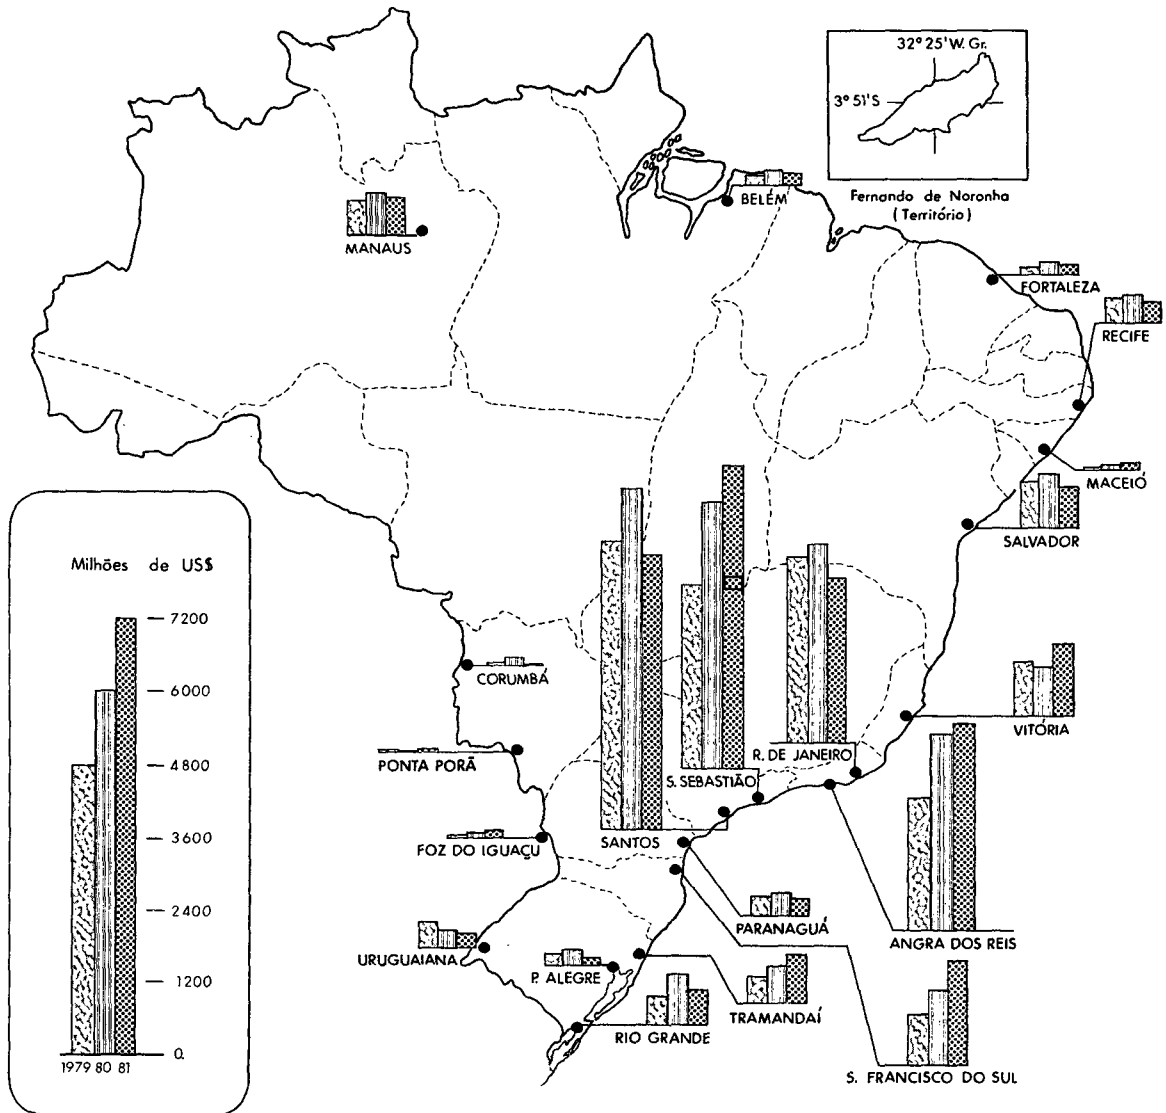 32° 25' W. Gr.
3° 51' S
Fernando de Noronha
( Território )
BELÉM
MANAUS
FORTALEZA
RECIFE
MACEIÓ
SALVADOR
Milhões de US$
7200
6000
4800
3600
2400
1200
0
1979 80 81
CORUMBÁ
VITÓRIA
PONTA PORÃ
R. DE JANEIRO
S. SEBASTIÃO
FOZ DO IGUAÇU
SANTOS
PARANAGUÁ
ANGRA DOS REIS
URUGUAIANA
P. ALEGRE
TRAMANDAÍ
RIO GRANDE
S. FRANCISCO DO SUL